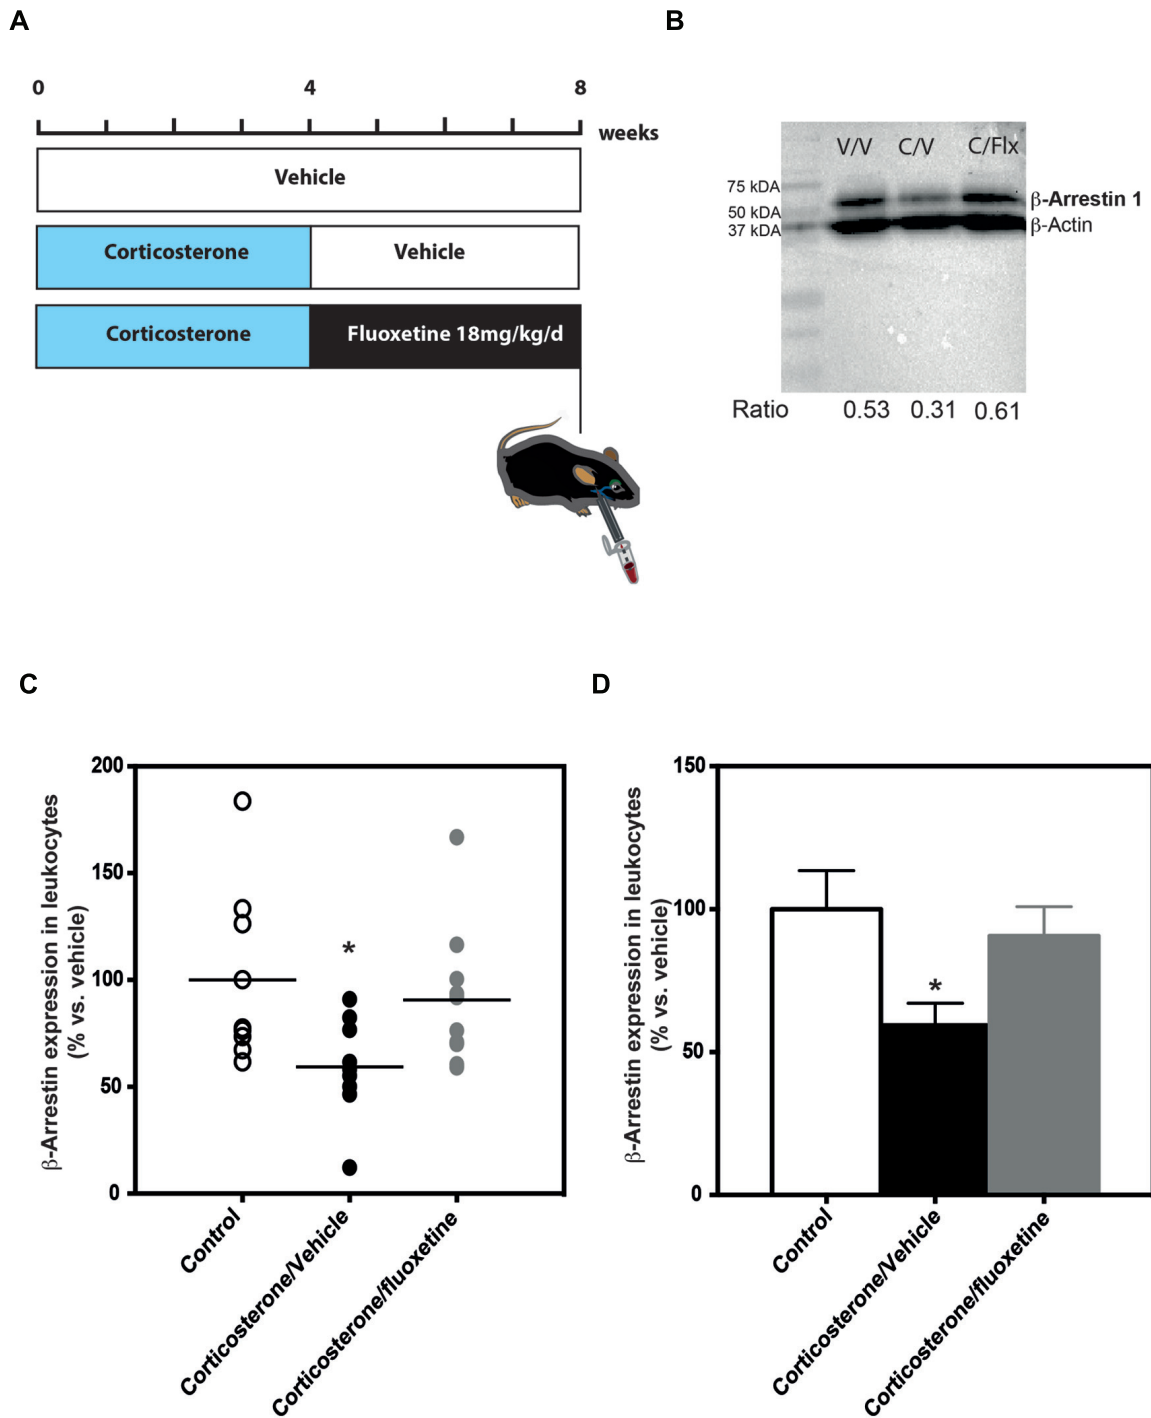 A
0 4 8
weeks
Vehicle
Corticosterone Vehicle
Corticosterone Fluoxetine 18mg/kg/d
B
V/V C/V C/Flx
75 kDA
50 kDA
37 kDA
β-Arrestin 1
β-Actin
Ratio 0.53 0.31 0.61
C
β-Arrestin expression in leukocytes
(% vs. vehicle)
200
150
100
50
0
*
Control
Corticosterone/Vehicle
Corticosterone/fluoxetine
D
β-Arrestin expression in leukocytes
(% vs. vehicle)
150
100
50
0
*
Control
Corticosterone/Vehicle
Corticosterone/fluoxetine